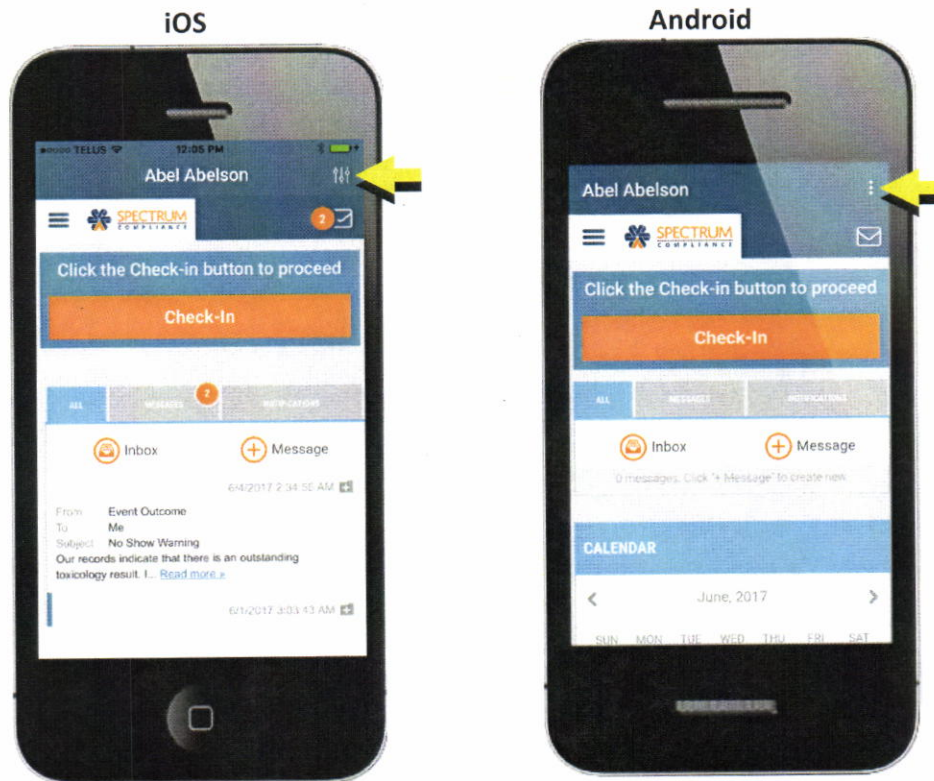 iOS
TELUS 12:05 PM
Abel Abelson
SPECTRUM
COMPLIANCE
2
Click the Check-in button to proceed
Check-In
ALL MESSAGES 2 NOTIFICATIONS
Inbox Message
6/4/2017 2:34:56 AM
From Event Outcome
To Me
Subject No Show Warning
Our records indicate that there is an outstanding
toxicology result. I... Read more »
6/1/2017 3:03:43 AM
Android
Abel Abelson
SPECTRUM
COMPLIANCE
Click the Check-in button to proceed
Check-In
ALL MESSAGES NOTIFICATIONS
Inbox Message
0 messages. Click "+ Message" to create new.
CALENDAR
June, 2017
SUN MON TUE WED THU FRI SAT